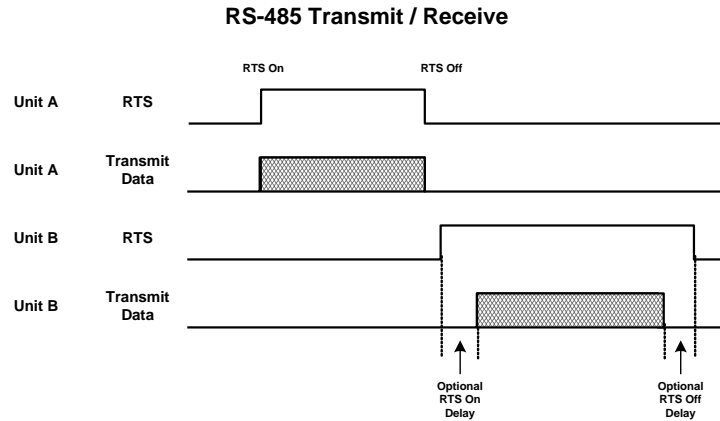 RS-485 Transmit / Receive
RTS On
RTS Off
Unit A
RTS
Unit A
Transmit
Data
Unit B
RTS
Unit B
Transmit
Data
Optional
RTS On
Delay
Optional
RTS Off
Delay